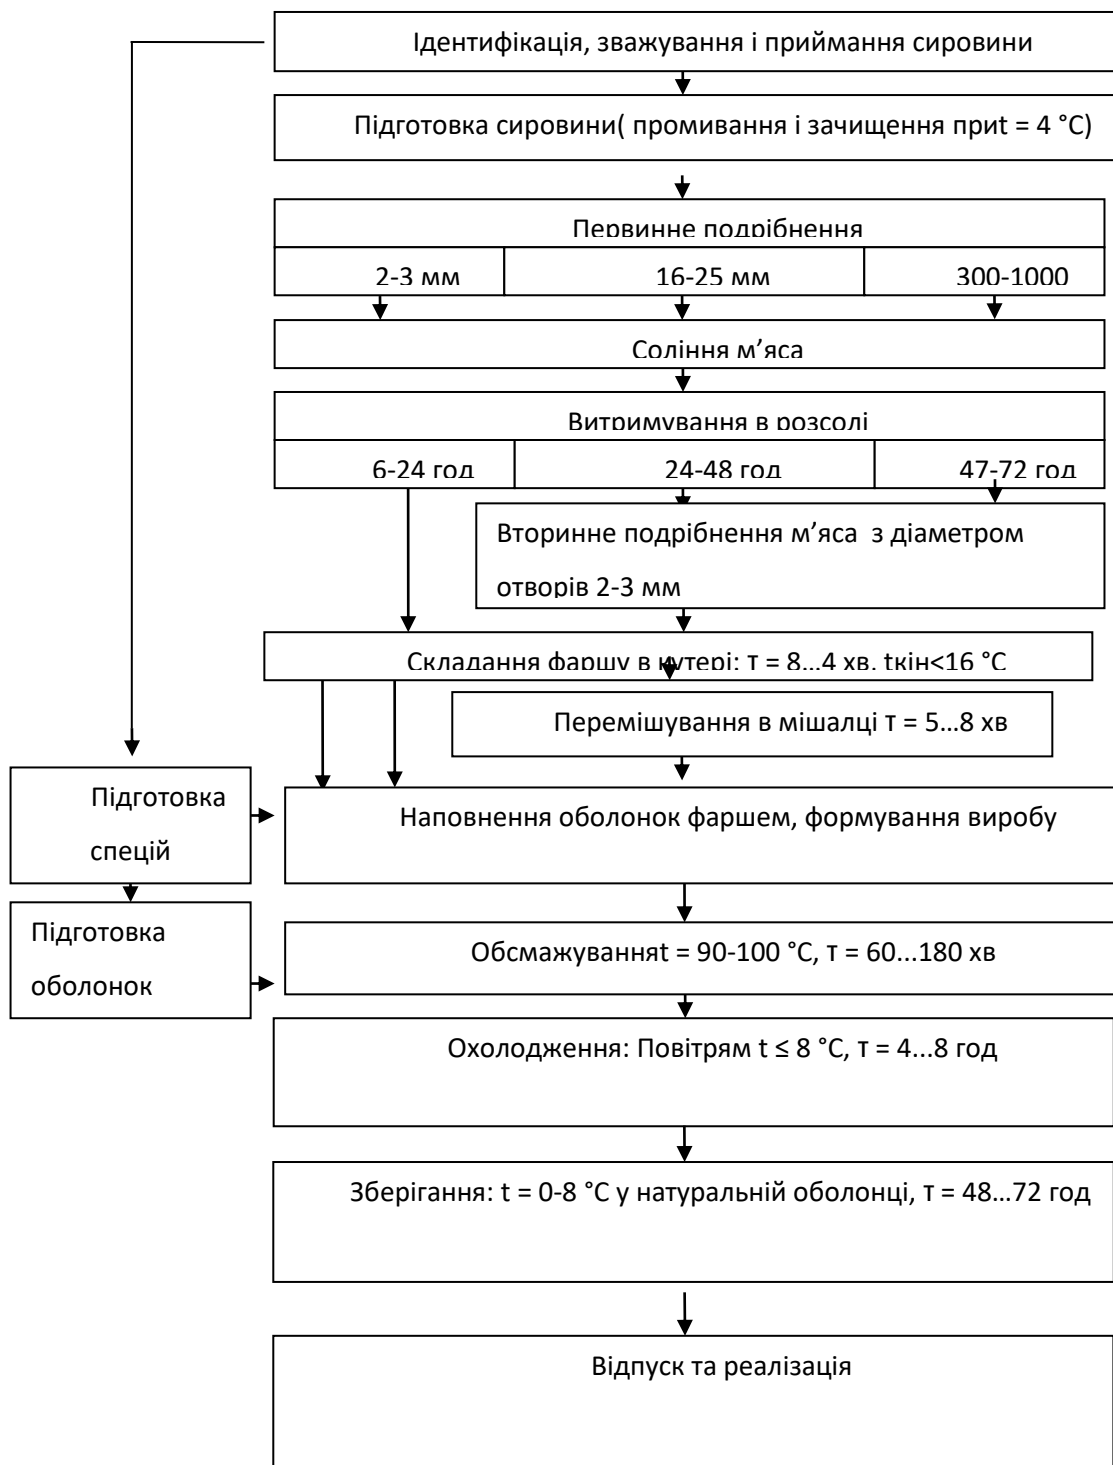 Ідентифікація, зважування і приймання сировини
Підготовка сировини( промивання і зачищення приt = 4 °С)
Первинне подрібнення
2-3 мм
16-25 мм
300-1000
Соління м’яса
Витримування в розсолі
6-24 год
24-48 год
47-72 год
Вторинне подрібнення м’яса з діаметром
отворів 2-3 мм
Складання фаршу в кутері: τ = 8…4 хв, tкін<16 °С
Перемішування в мішалці τ = 5…8 хв
Підготовка
спецій
Наповнення оболонок фаршем, формування виробу
Підготовка
оболонок
Обсмажуванняt = 90-100 °С, τ = 60…180 хв
Охолодження: Повітрям t ≤ 8 °С, τ = 4…8 год
Зберігання: t = 0-8 °С у натуральній оболонці, τ = 48…72 год
Відпуск та реалізація